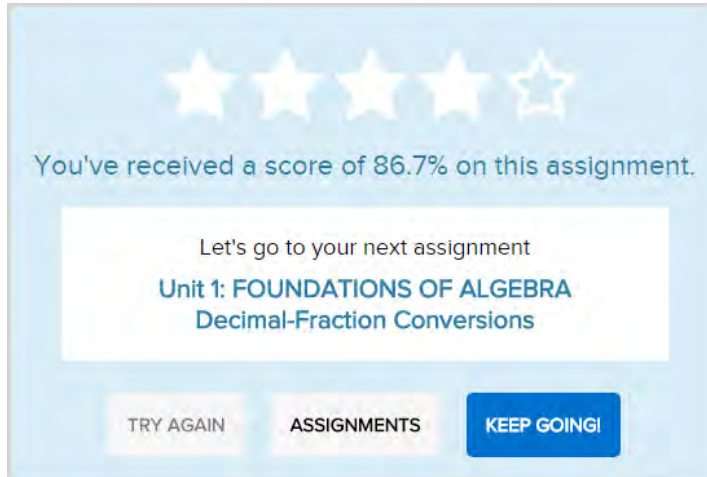 You've received a score of 86.7% on this assignment.
Let's go to your next assignment
Unit 1: FOUNDATIONS OF ALGEBRA
Decimal-Fraction Conversions
TRY AGAIN
ASSIGNMENTS
KEEP GOING!